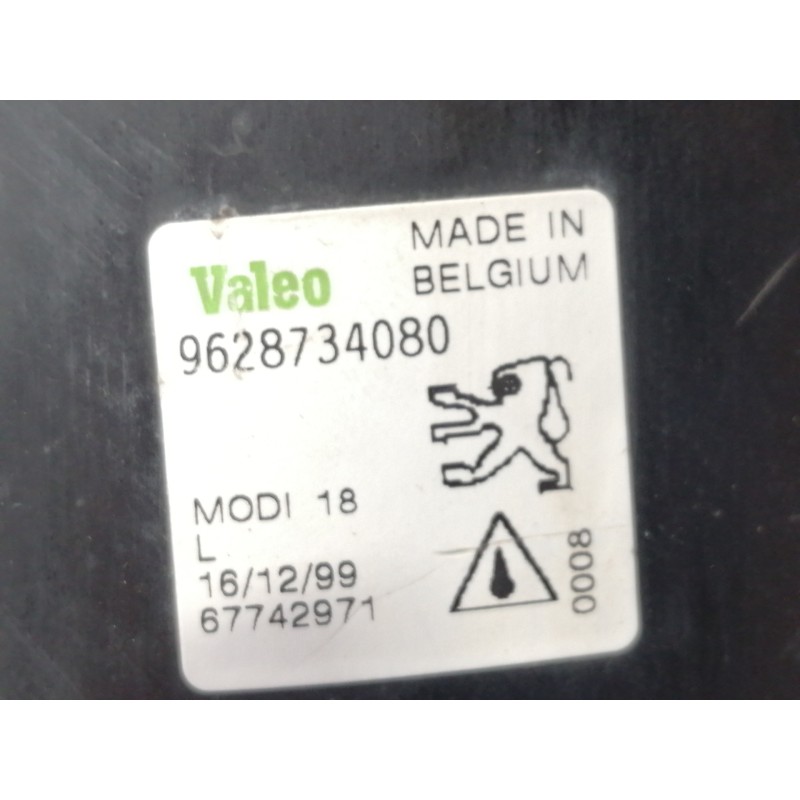 Valeo
MADE IN
BELGIUM
9628734080
MODI 18
L
16/12/99
67742971
0008